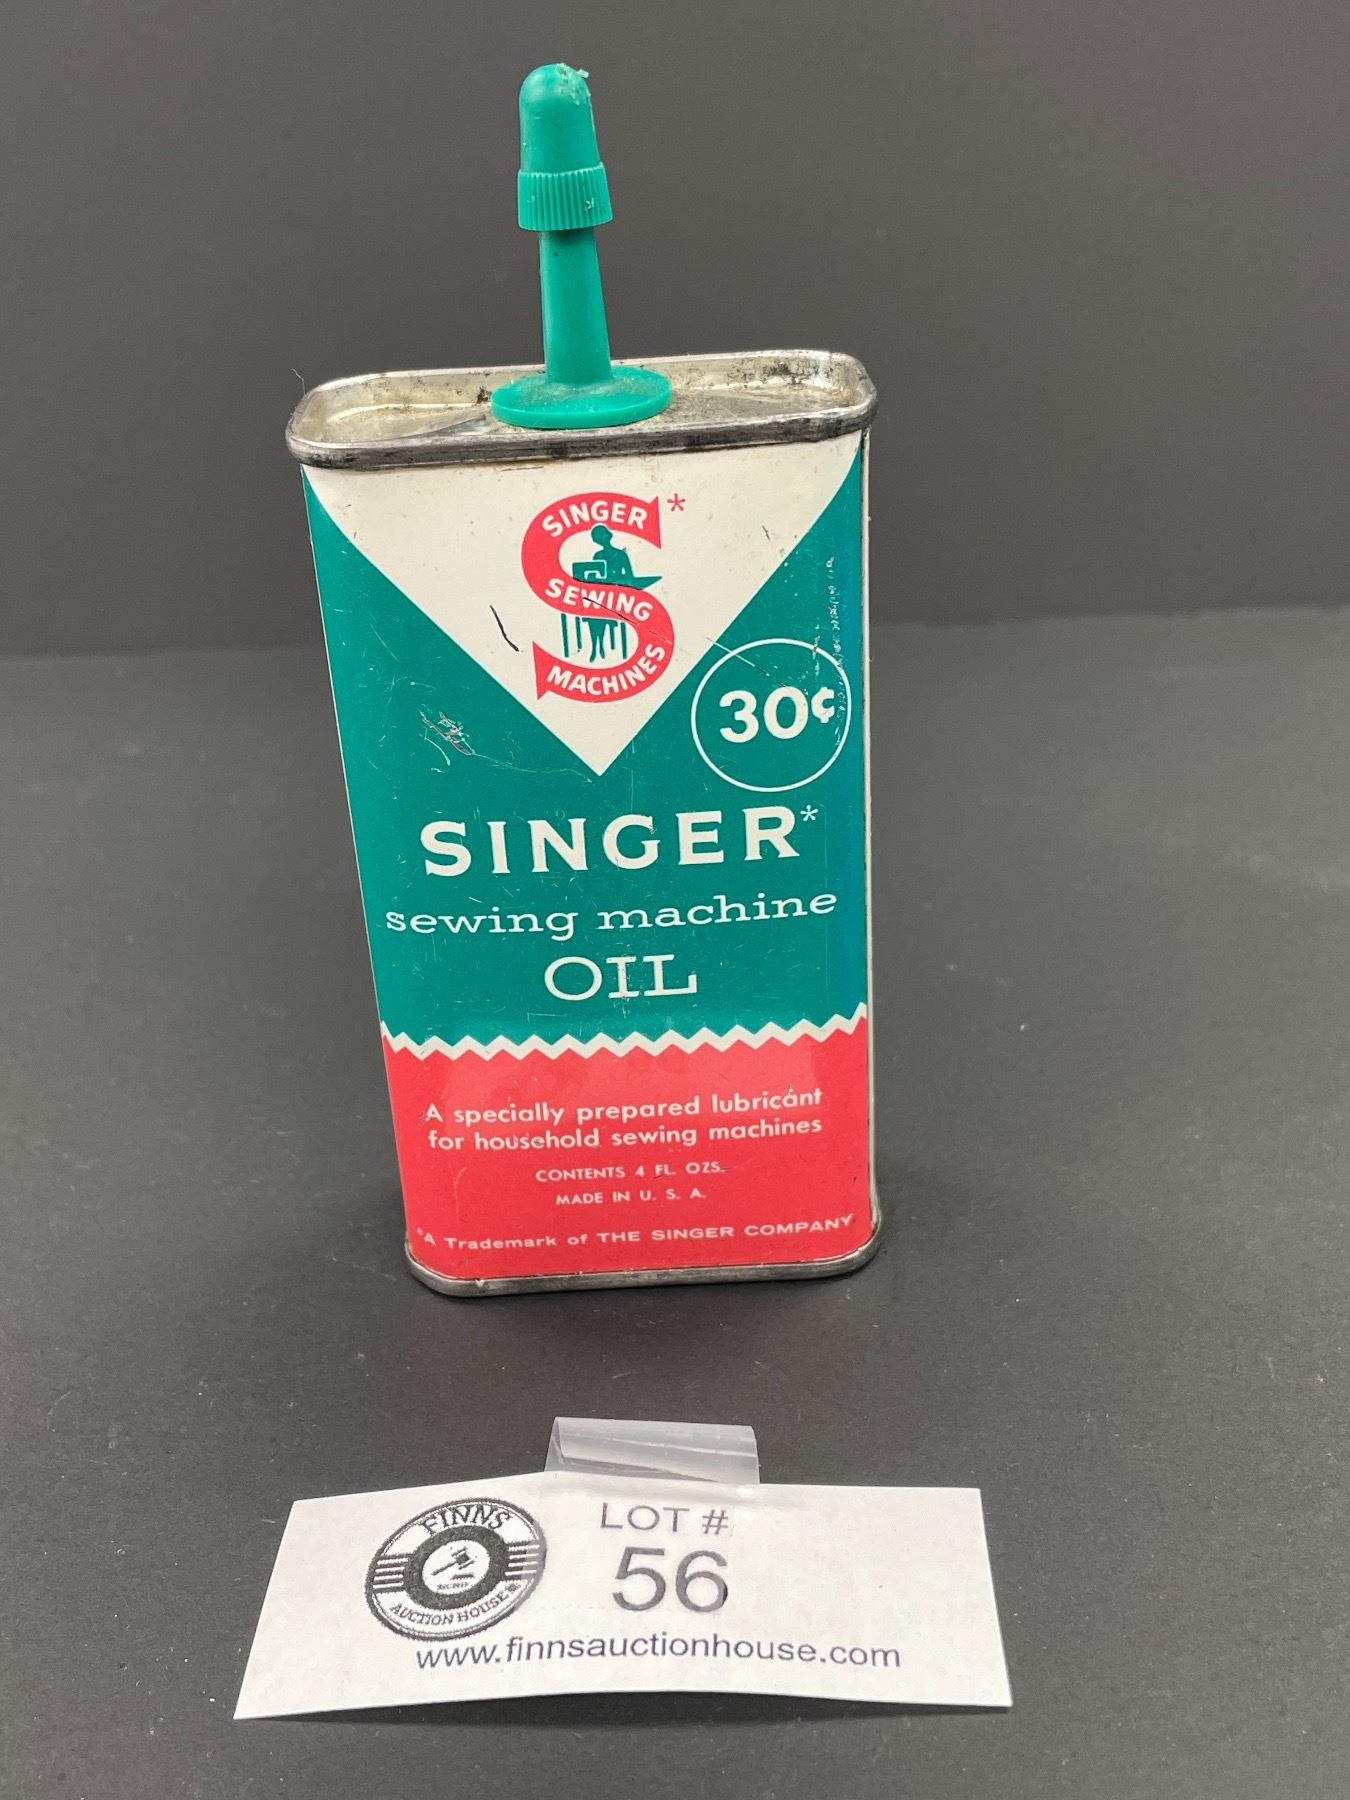 SINGER*
SEWING
MACHINES
30¢
SINGER*
sewing machine
OIL
A specially prepared lubricant
for household sewing machines
CONTENTS 4 FL. OZS.
MADE IN U. S. A.
*A Trademark of THE SINGER COMPANY
FINNS
AUCTION HOUSE
LOT #
56
www.finnsauctionhouse.com